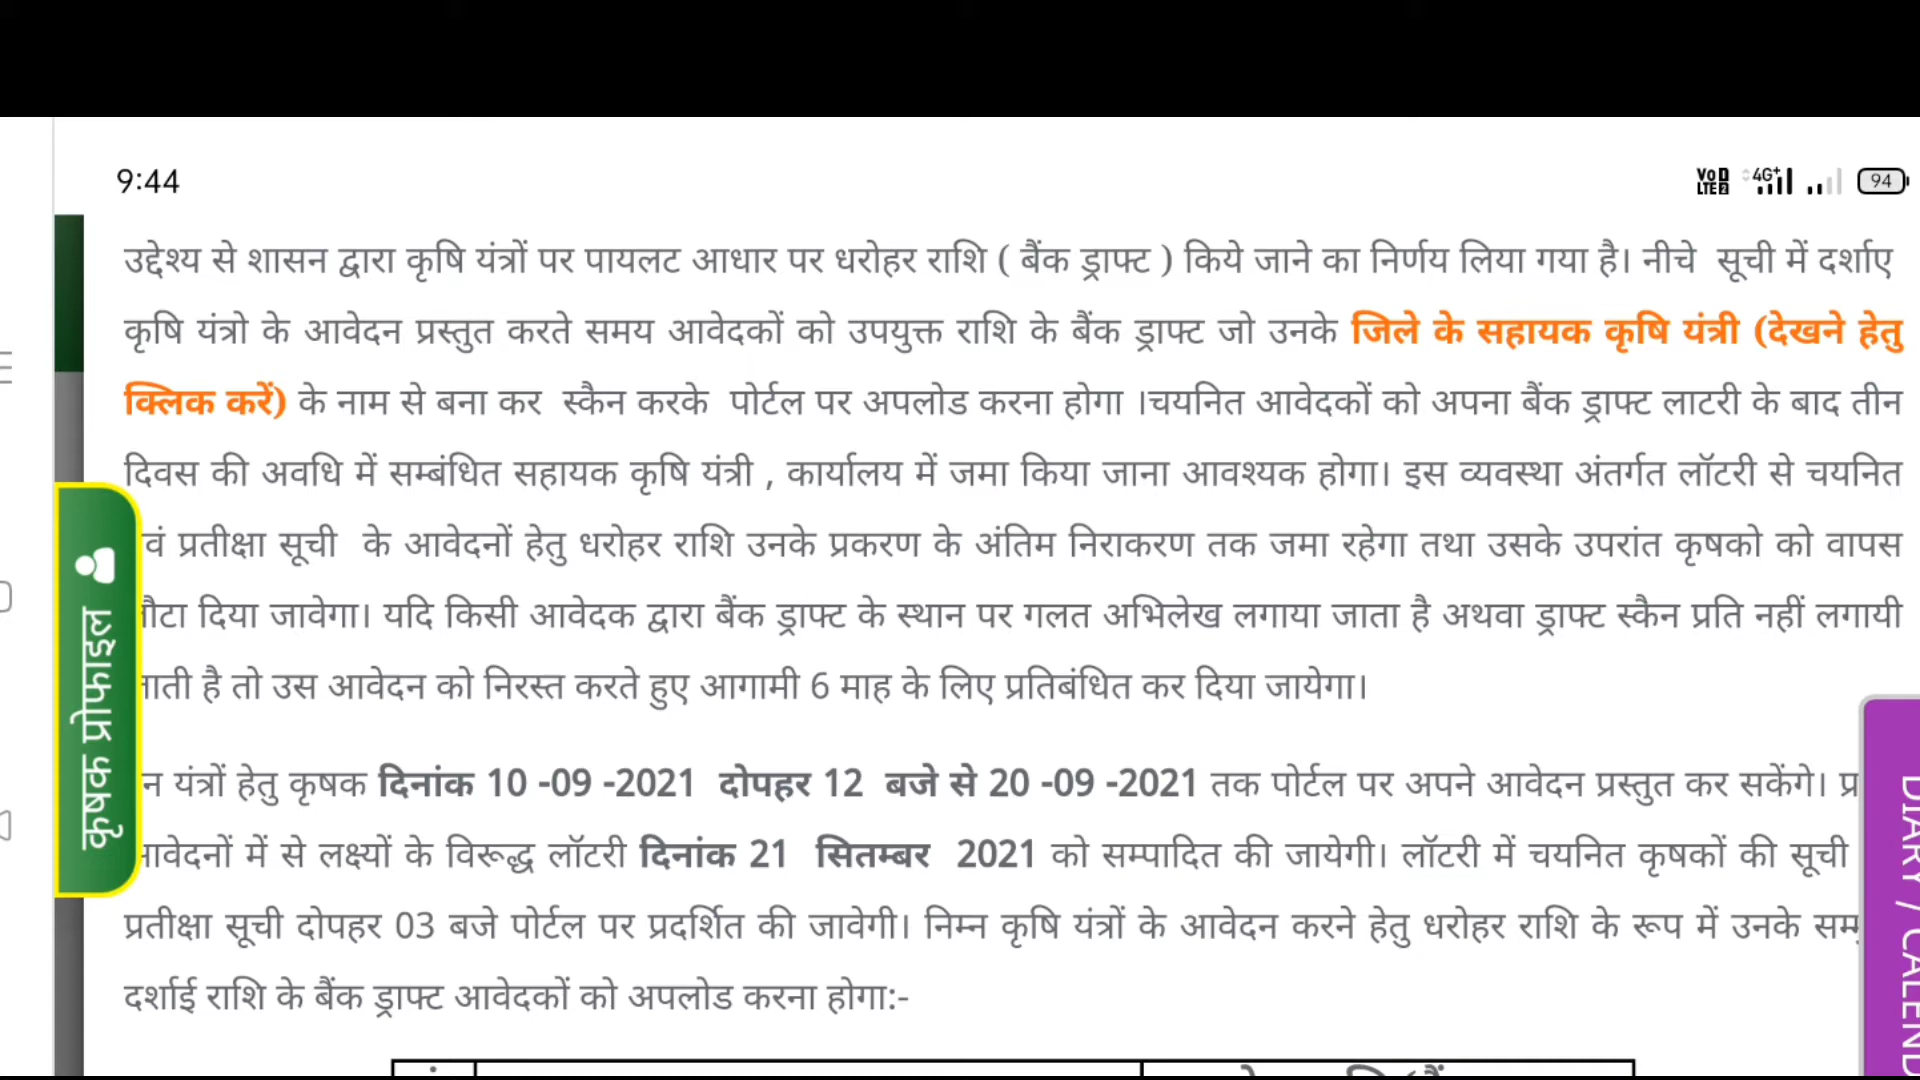 9:44
VoD LTE2 4G+ 94
उद्देश्य से शासन द्वारा कृषि यंत्रों पर पायलट आधार पर धरोहर राशि ( बैंक ड्राफ्ट ) किये जाने का निर्णय लिया गया है। नीचे सूची में दर्शाए
कृषि यंत्रो के आवेदन प्रस्तुत करते समय आवेदकों को उपयुक्त राशि के बैंक ड्राफ्ट जो उनके जिले के सहायक कृषि यंत्री (देखने हेतु
क्लिक करें) के नाम से बना कर स्कैन करके पोर्टल पर अपलोड करना होगा ।चयनित आवेदकों को अपना बैंक ड्राफ्ट लाटरी के बाद तीन
दिवस की अवधि में सम्बंधित सहायक कृषि यंत्री , कार्यालय में जमा किया जाना आवश्यक होगा। इस व्यवस्था अंतर्गत लॉटरी से चयनित
वं प्रतीक्षा सूची के आवेदनों हेतु धरोहर राशि उनके प्रकरण के अंतिम निराकरण तक जमा रहेगा तथा उसके उपरांत कृषको को वापस
दिया जावेगा। यदि किसी आवेदक द्वारा बैंक ड्राफ्ट के स्थान पर गलत अभिलेख लगाया जाता है अथवा ड्राफ्ट स्कैन प्रति नहीं लगायी
है तो उस आवेदन को निरस्त करते हुए आगामी 6 माह के लिए प्रतिबंधित कर दिया जायेगा।
न यंत्रों हेतु कृषक दिनांक 10 -09 -2021 दोपहर 12 बजे से 20 -09 -2021 तक पोर्टल पर अपने आवेदन प्रस्तुत कर सकेंगे। प्र
में से लक्ष्यों के विरूद्ध लॉटरी दिनांक 21 सितम्बर 2021 को सम्पादित की जायेगी। लॉटरी में चयनित कृषकों की सूची
प्रतीक्षा सूची दोपहर 03 बजे पोर्टल पर प्रदर्शित की जावेगी। निम्न कृषि यंत्रों के आवेदन करने हेतु धरोहर राशि के रूप में उनके
दर्शाई राशि के बैंक ड्राफ्ट आवेदकों को अपलोड करना होगा:-
कृषक प्रोफाइल
DIARY / CALEND